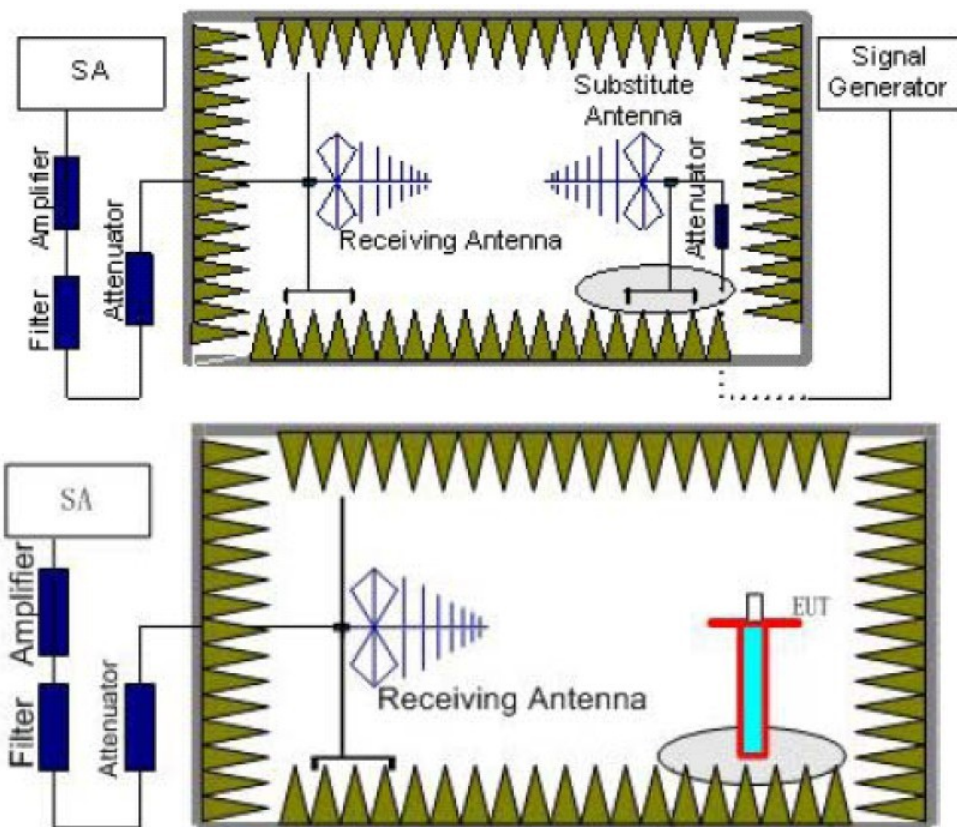 SA
Amplifier
Filter
Attenuator
Receiving Antenna
Substitute
Antenna
Attenuator
Signal
Generator
SA
Amplifier
Filter
Attenuator
Receiving Antenna
EUT